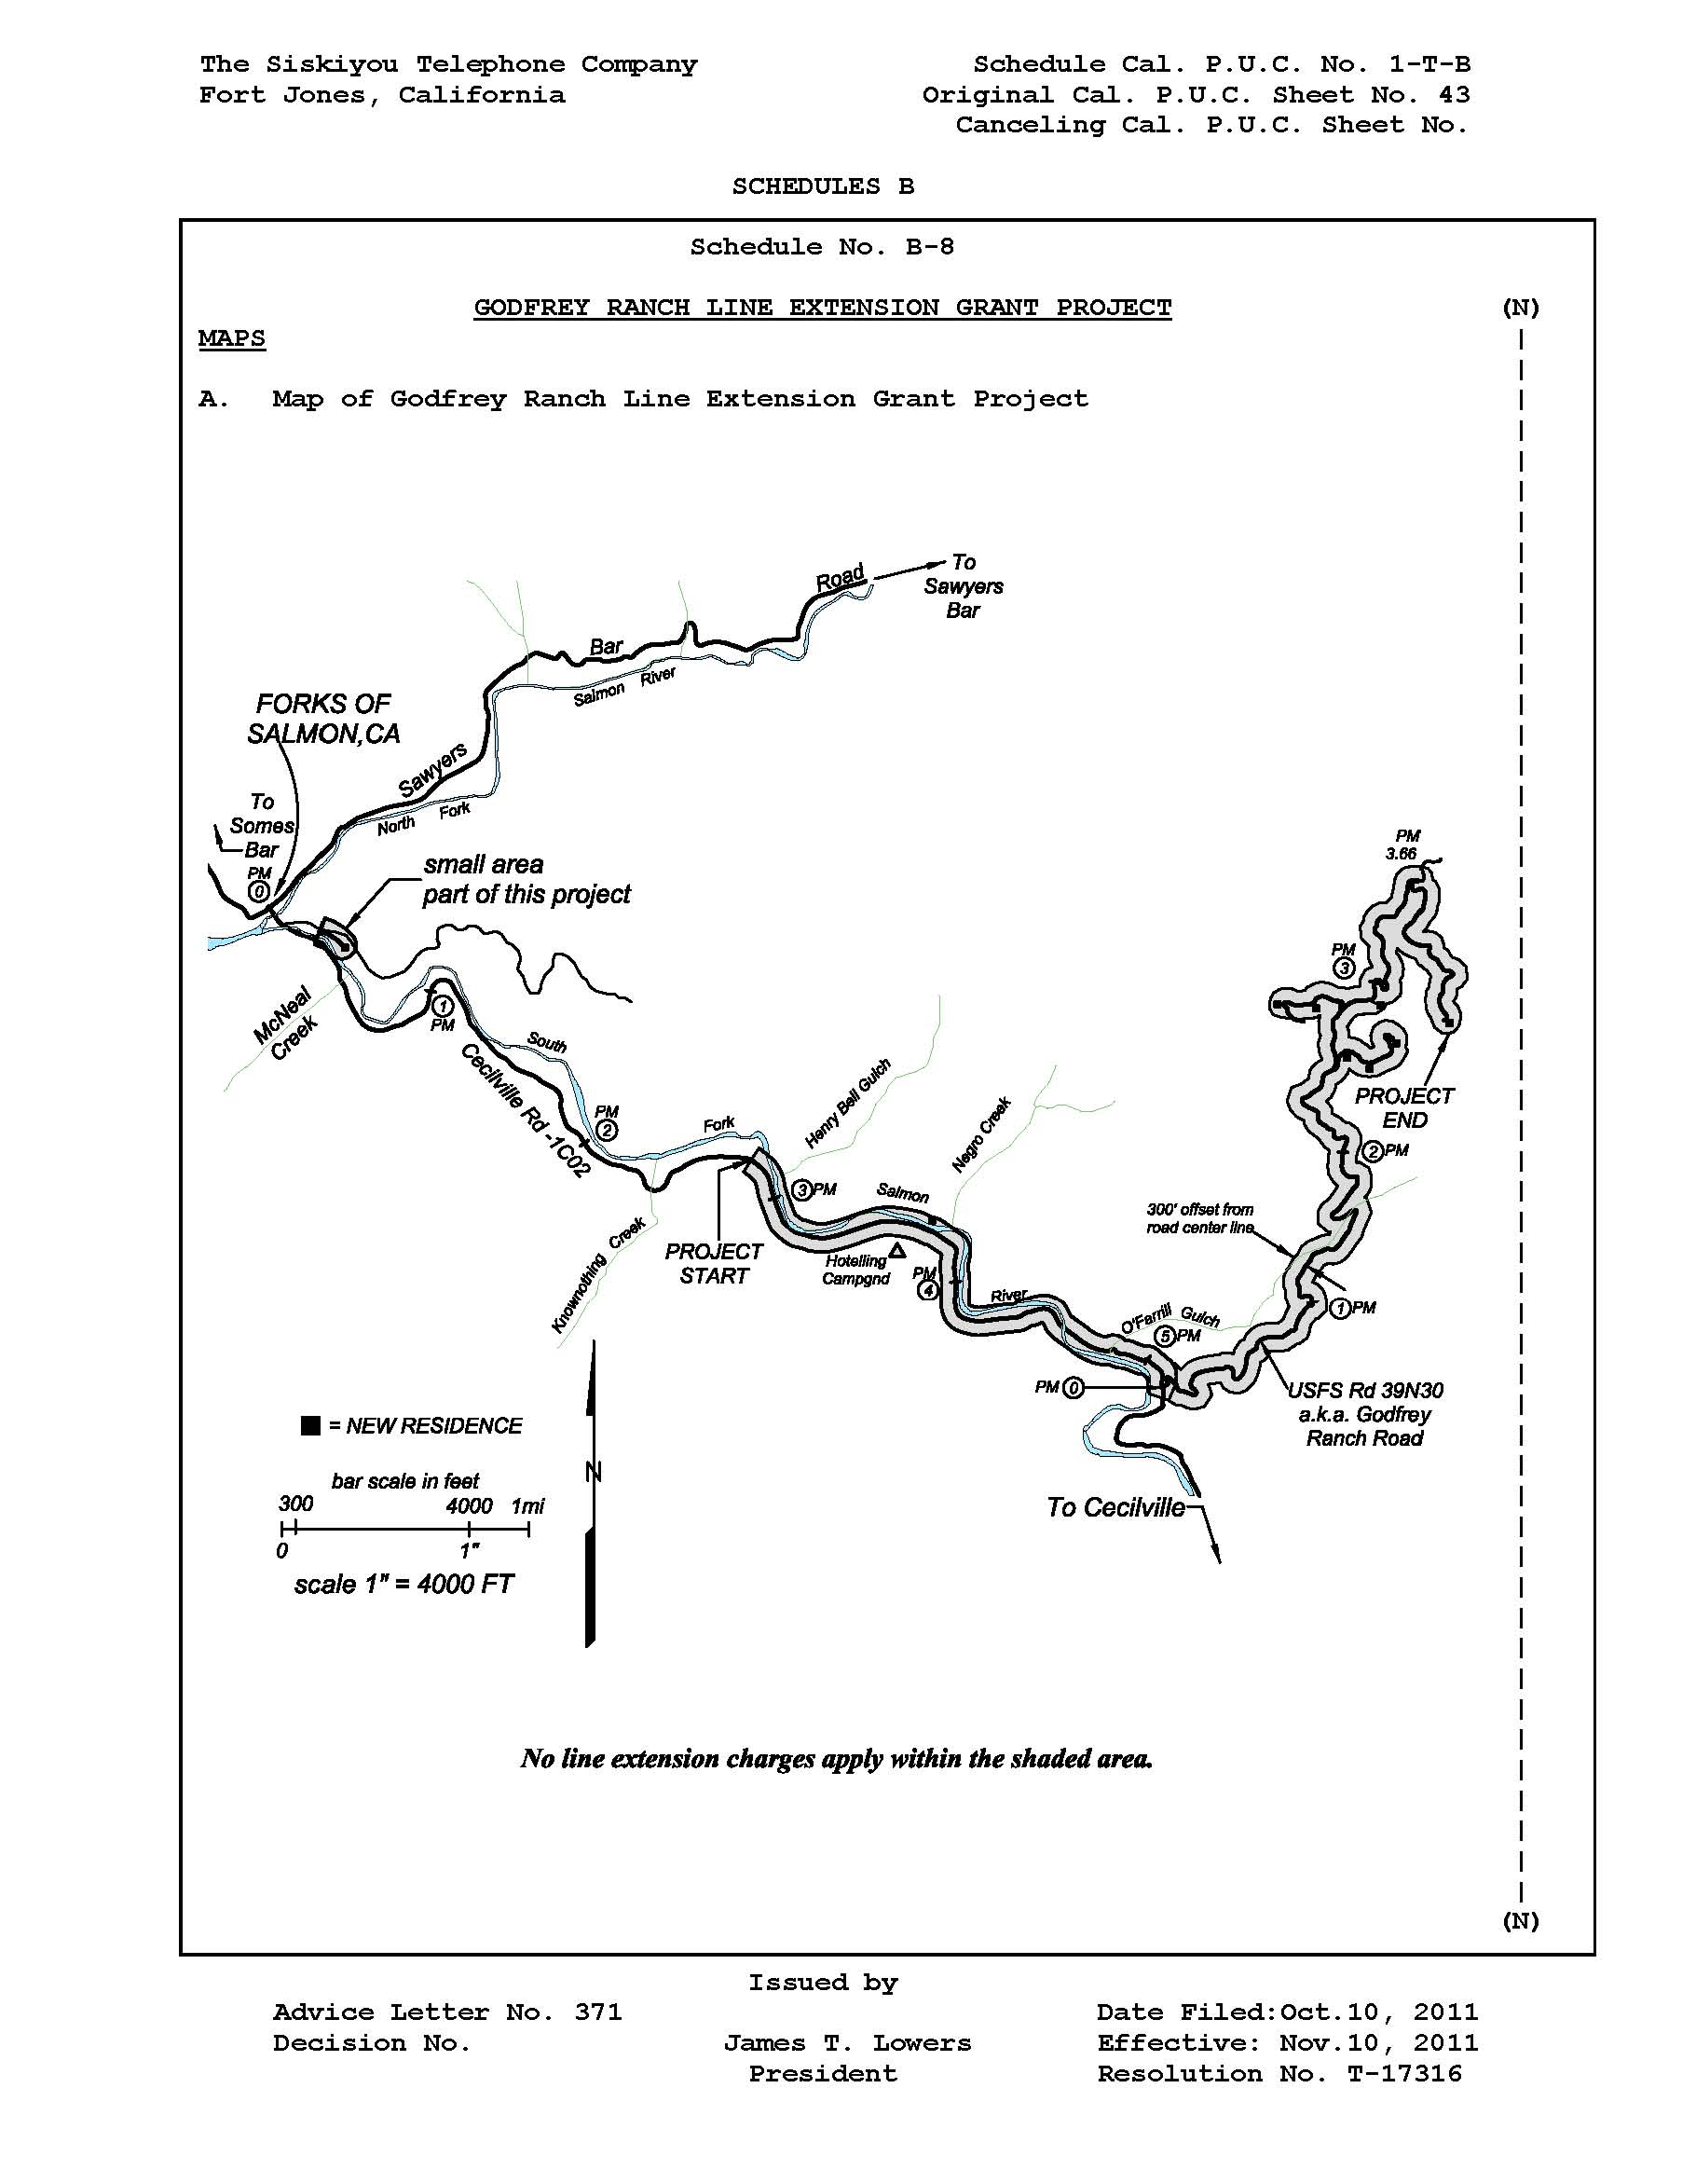 The Siskiyou Telephone Company
Fort Jones, California
Schedule Cal. P.U.C. No. 1-T-B
Original Cal. P.U.C. Sheet No. 43
Canceling Cal. P.U.C. Sheet No.
SCHEDULES B
Schedule No. B-8
GODFREY RANCH LINE EXTENSION GRANT PROJECT
(N)
MAPS
A. Map of Godfrey Ranch Line Extension Grant Project
To
Sawyers
Bar
Road
Bar
Salmon River
FORKS OF
SALMON,CA
Sawyers
North Fork
To
Somes
Bar
PM
0
small area
part of this project
PM
3.66
PM
3
McNeal
Creek
1
PM
South
Cecilville Rd -1C02
PM
2
Fork
Henry Bell Gulch
Negro Creek
PROJECT
END
2 PM
3 PM
Salmon
300' offset from
road center line
Knownothing Creek
PROJECT
START
Hotelling
Campgnd
PM
4
River
O'Farrill Gulch
5 PM
1 PM
PM 0
USFS Rd 39N30
a.k.a. Godfrey
Ranch Road
= NEW RESIDENCE
N
bar scale in feet
300 4000 1mi
0 1"
scale 1" = 4000 FT
To Cecilville
No line extension charges apply within the shaded area.
(N)
Issued by
Advice Letter No. 371
Decision No.
James T. Lowers
President
Date Filed:Oct.10, 2011
Effective: Nov.10, 2011
Resolution No. T-17316